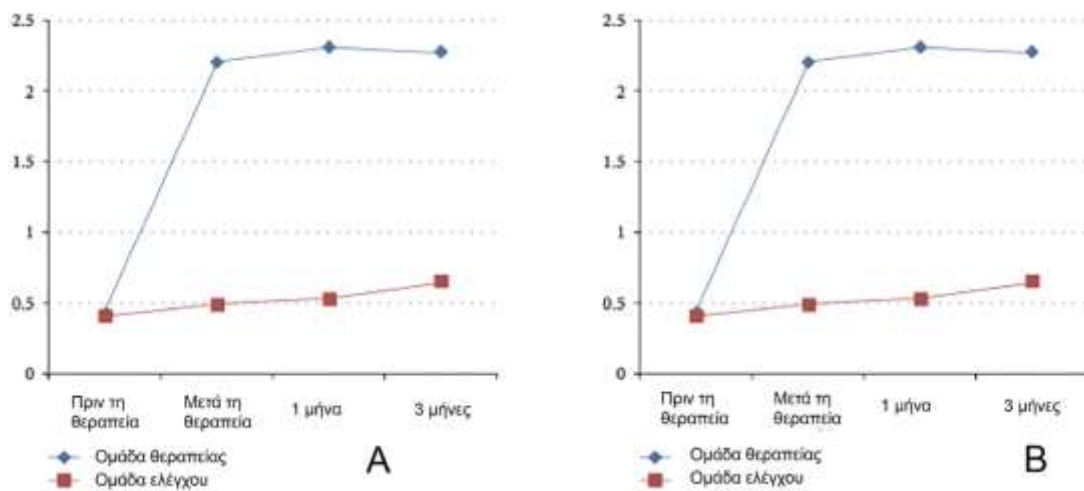 2.5
2
1.5
1
0.5
0
Πριν τη θεραπεία
Μετά τη θεραπεία
1 μήνα
3 μήνες
Ομάδα θεραπείας
Ομάδα ελέγχου
A
2.5
2
1.5
1
0.5
0
Πριν τη θεραπεία
Μετά τη θεραπεία
1 μήνα
3 μήνες
Ομάδα θεραπείας
Ομάδα ελέγχου
B